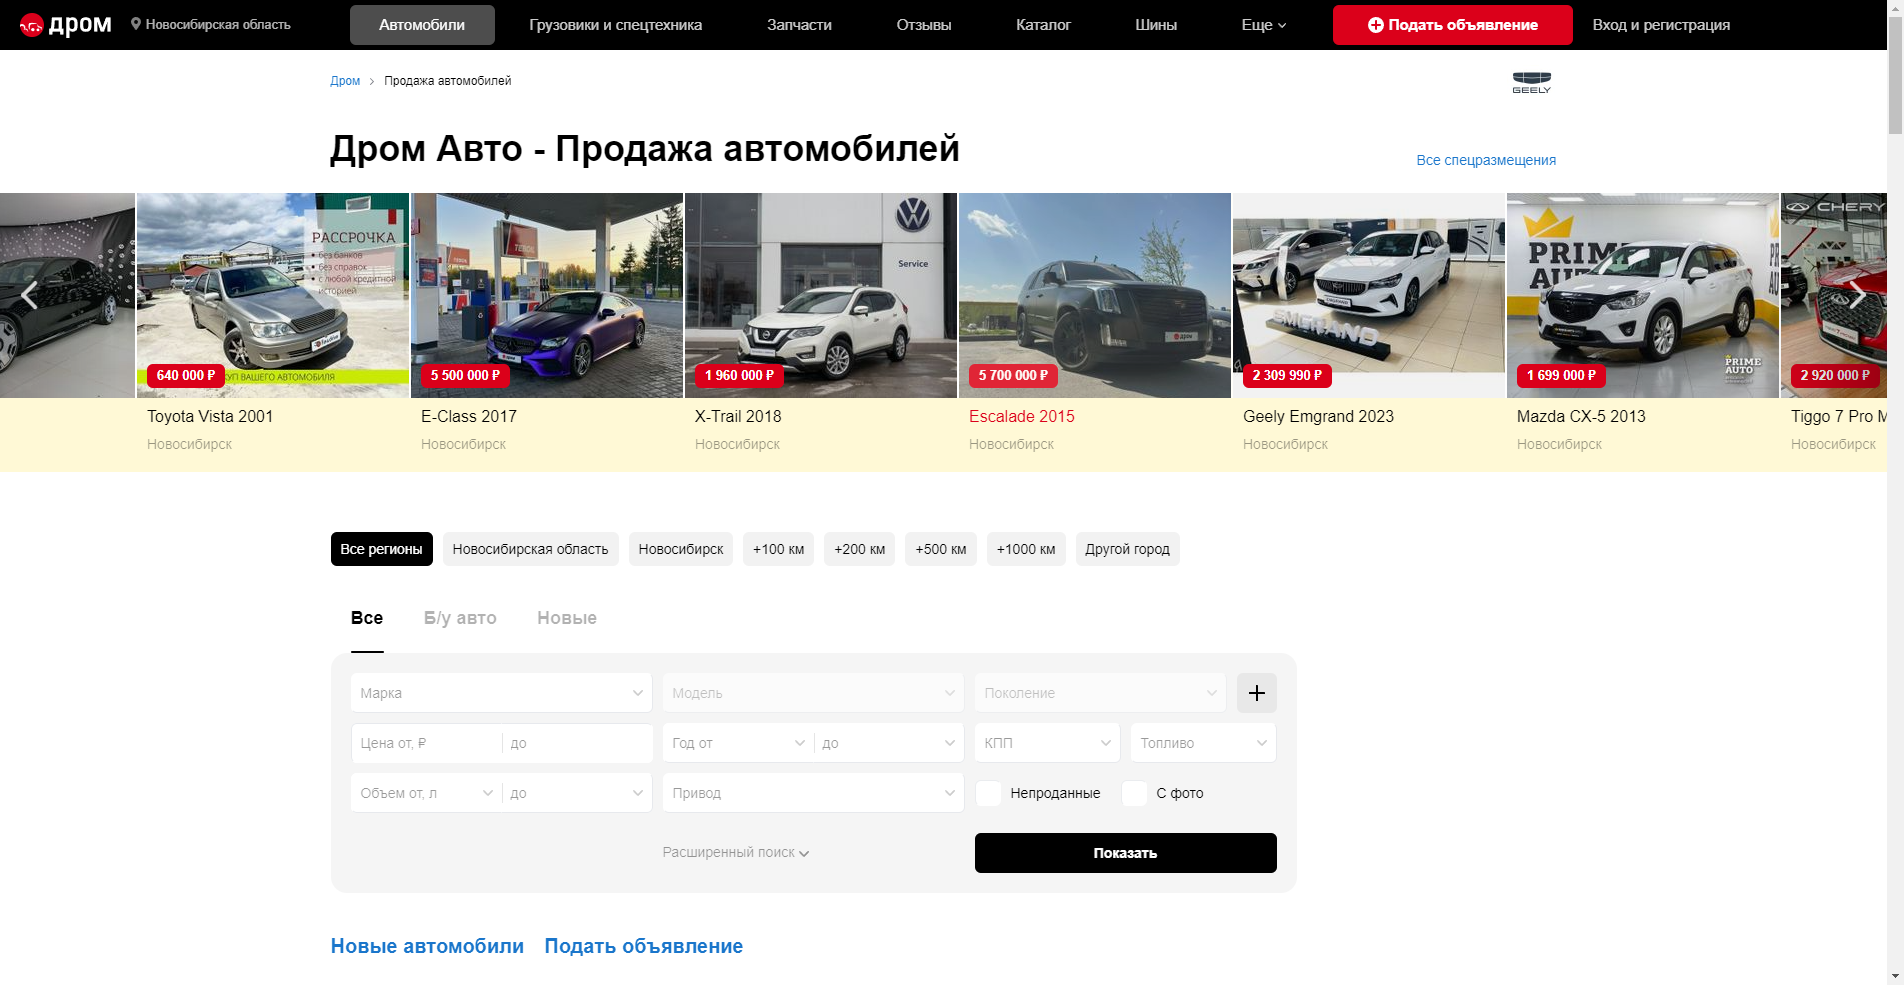 дром
Новосибирская область
Автомобили
Грузовики и спецтехника
Запчасти
Отзывы
Каталог
Шины
Еще
Подать объявление
Вход и регистрация
Дром > Продажа автомобилей
GEELY
Дром Авто - Продажа автомобилей
Все спецразмещения
РАССРОЧКА
• без банков
• без справок
• с любой кредитной
историей
Service
PRIME
AUTO
PRIME
AUTO
CHERY
EMGRAND
640 000 ₽
УП ВАШЕГО АВТОМОБИЛЯ
5 500 000 ₽
1 960 000 ₽
5 700 000 ₽
2 309 990 ₽
1 699 000 ₽
2 920 000 ₽
Toyota Vista 2001
E-Class 2017
X-Trail 2018
Escalade 2015
Geely Emgrand 2023
Mazda CX-5 2013
Tiggo 7 Pro M
Новосибирск
Новосибирск
Новосибирск
Новосибирск
Новосибирск
Новосибирск
Новосибирск
Все регионы
Новосибирская область
Новосибирск
+100 км
+200 км
+500 км
+1000 км
Другой город
Все
Б/у авто
Новые
Марка
Модель
Поколение
Цена от, ₽
до
Год от
до
КПП
Топливо
Объем от, л
до
Привод
Непроданные
С фото
Расширенный поиск
Показать
Новые автомобили
Подать объявление